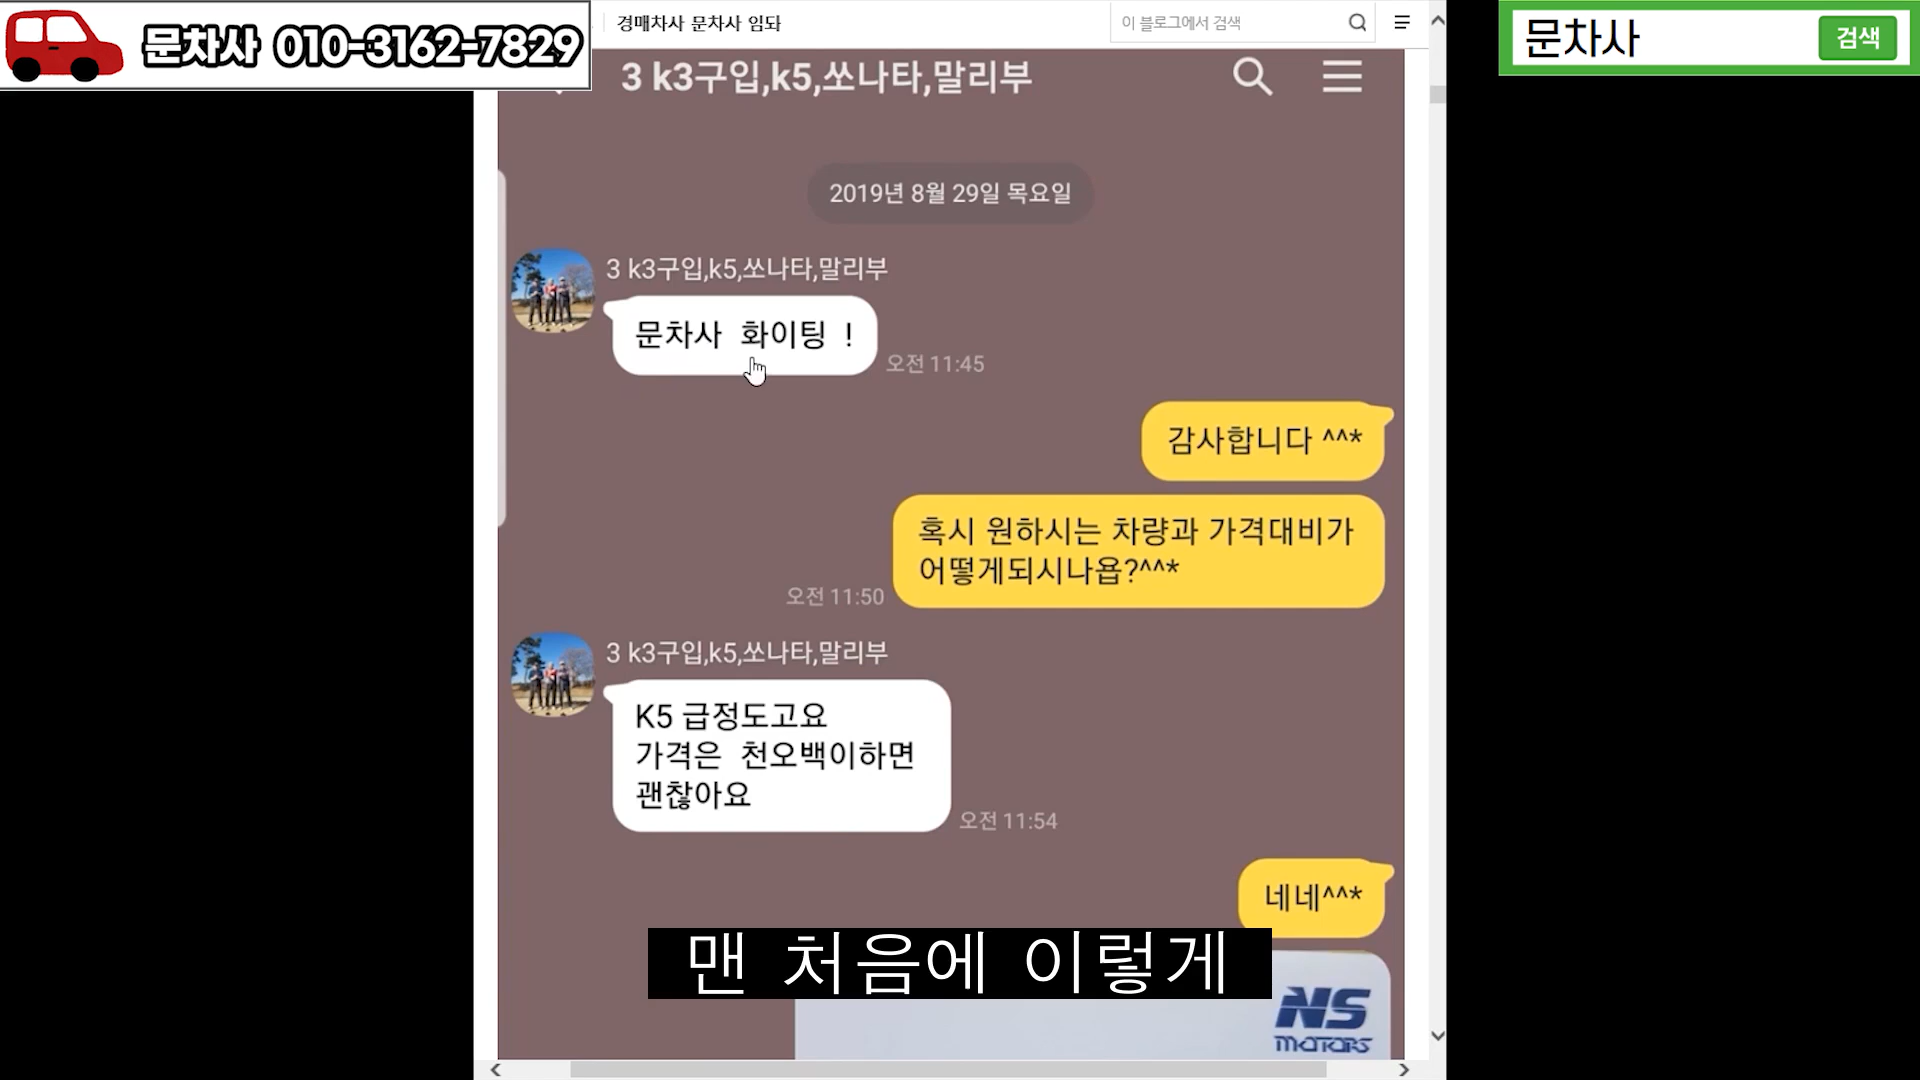 문차사 010-3162-7829
경매차사 문차사 임돠
이 블로그에서 검색
문차사
검색
3 k3구입,k5,쏘나타,말리부
2019년 8월 29일 목요일
3 k3구입,k5,쏘나타,말리부
문차사 화이팅 !
오전 11:45
감사합니다 ^^*
혹시 원하시는 차량과 가격대비가
어떻게되시나욥?^^*
오전 11:50
3 k3구입,k5,쏘나타,말리부
K5 급정도고요
가격은 천오백이하면
괜찮아요
오전 11:54
네네^^*
맨 처음에 이렇게
NS
MOTORS